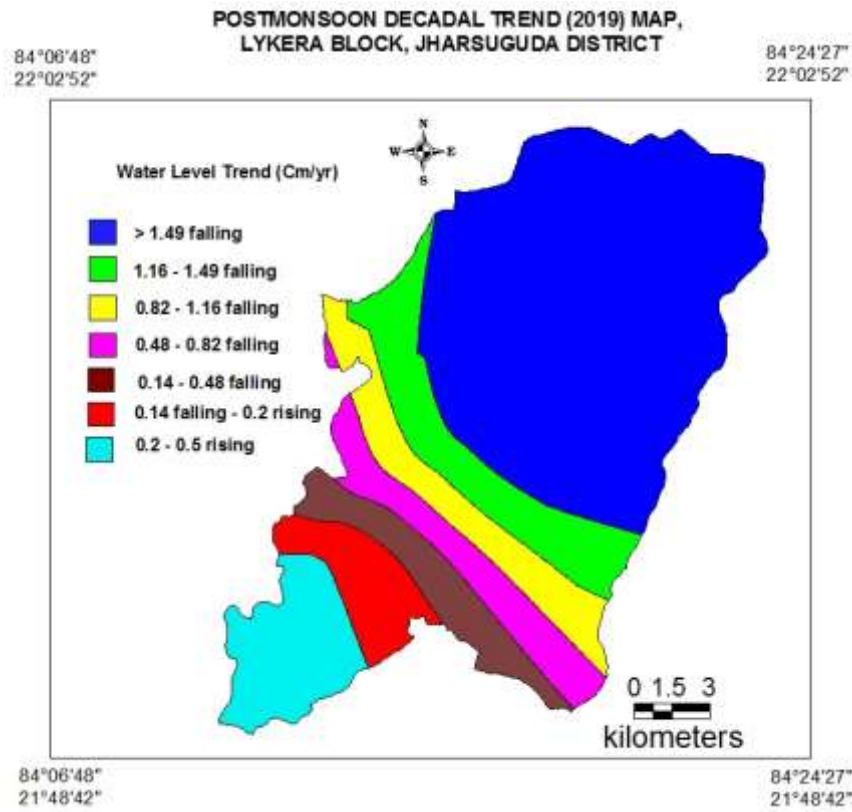 POSTMONSOON DECADAL TREND (2019) MAP,
LYKERA BLOCK, JHARSUGUDA DISTRICT
84°06'48"
22°02'52"
84°24'27"
22°02'52"
N
W E
S
Water Level Trend (Cm/yr)
> 1.49 falling
1.16 - 1.49 falling
0.82 - 1.16 falling
0.48 - 0.82 falling
0.14 - 0.48 falling
0.14 falling - 0.2 rising
0.2 - 0.5 rising
0 1.5 3
kilometers
84°06'48"
21°48'42"
84°24'27"
21°48'42"